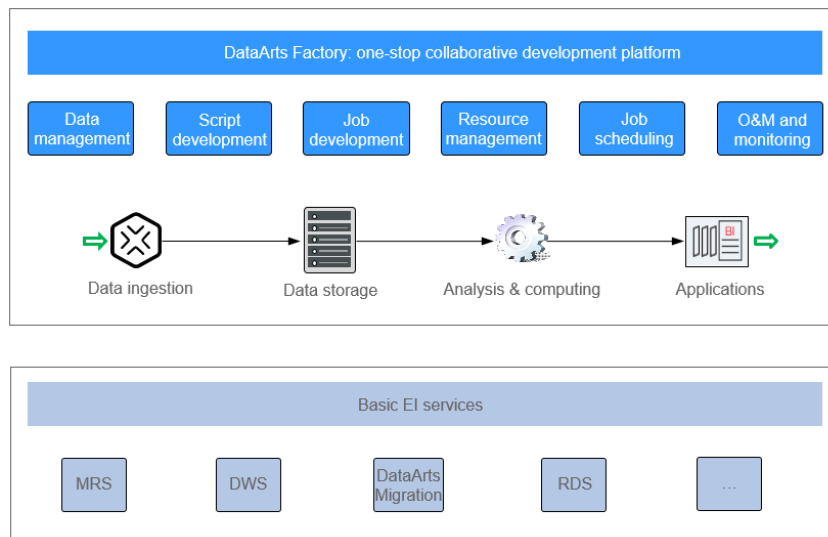 DataArts Factory: one-stop collaborative development platform
Data
management
Script
development
Job
development
Resource
management
Job
scheduling
O&M and
monitoring
BI
Data ingestion
Data storage
Analysis & computing
Applications
Basic EI services
MRS
DWS
DataArts
Migration
RDS
...